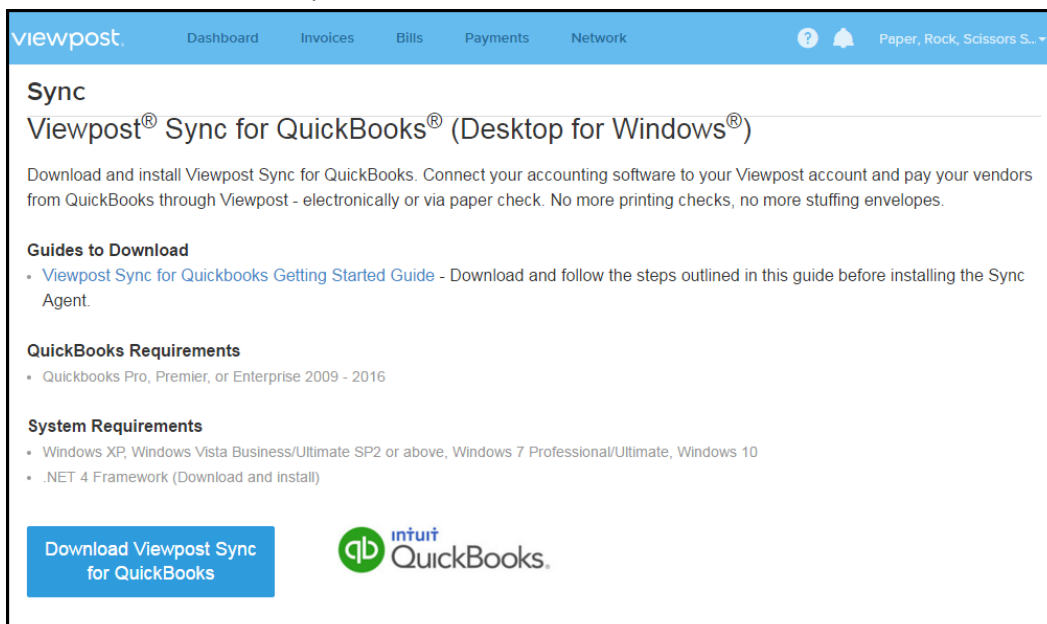 viewpost. Dashboard Invoices Bills Payments Network ? Paper, Rock, Scissors S...
Sync
Viewpost® Sync for QuickBooks® (Desktop for Windows®)
Download and install Viewpost Sync for QuickBooks. Connect your accounting software to your Viewpost account and pay your vendors
from QuickBooks through Viewpost - electronically or via paper check. No more printing checks, no more stuffing envelopes.
Guides to Download
• Viewpost Sync for Quickbooks Getting Started Guide - Download and follow the steps outlined in this guide before installing the Sync
Agent.
QuickBooks Requirements
• Quickbooks Pro, Premier, or Enterprise 2009 - 2016
System Requirements
• Windows XP, Windows Vista Business/Ultimate SP2 or above, Windows 7 Professional/Ultimate, Windows 10
• .NET 4 Framework (Download and install)
Download Viewpost Sync
for QuickBooks
qb intuit
QuickBooks.